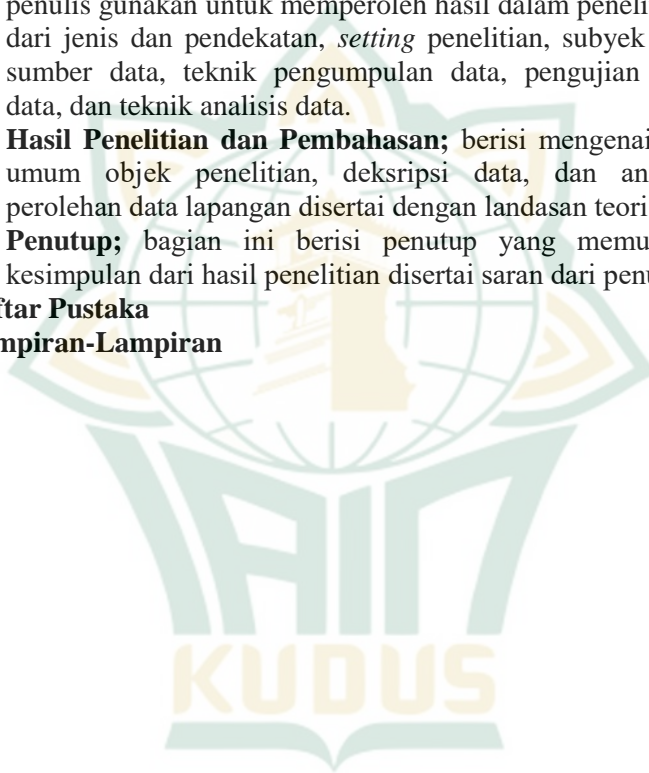 penulis gunakan untuk memperoleh hasil dalam peneli
dari jenis dan pendekatan, setting penelitian, subyek
sumber data, teknik pengumpulan data, pengujian
data, dan teknik analisis data.
Hasil Penelitian dan Pembahasan; berisi mengenai
umum objek penelitian, deksripsi data, dan an
perolehan data lapangan disertai dengan landasan teori
Penutup; bagian ini berisi penutup yang memu
kesimpulan dari hasil penelitian disertai saran dari penu
ftar Pustaka
mpiran-Lampiran
IAIN
KUDUS